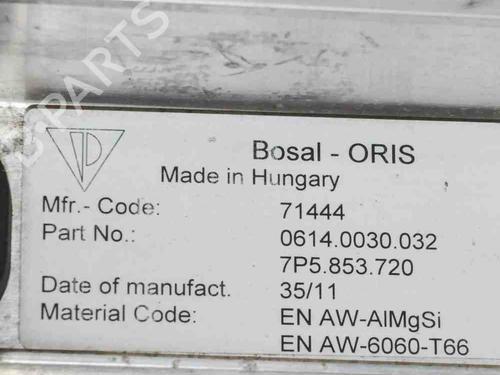 B-PARTS
Bosal - ORIS
Made in Hungary
Mfr.- Code: 71444
Part No.: 0614.0030.032
7P5.853.720
Date of manufact. 35/11
Material Code: EN AW-AlMgSi
EN AW-6060-T66